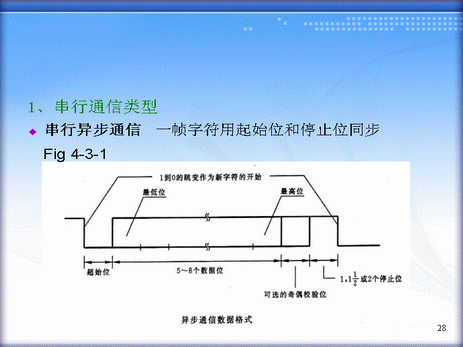 1、串行通信类型
◆ 串行异步通信 一帧字符用起始位和停止位同步
Fig 4-3-1
1到0的跳变作为新字符的开始
最低位 最高位
起始位 5～8个数据位 1,1½或2个停止位
可选的奇偶校验位
异步通信数据格式
28